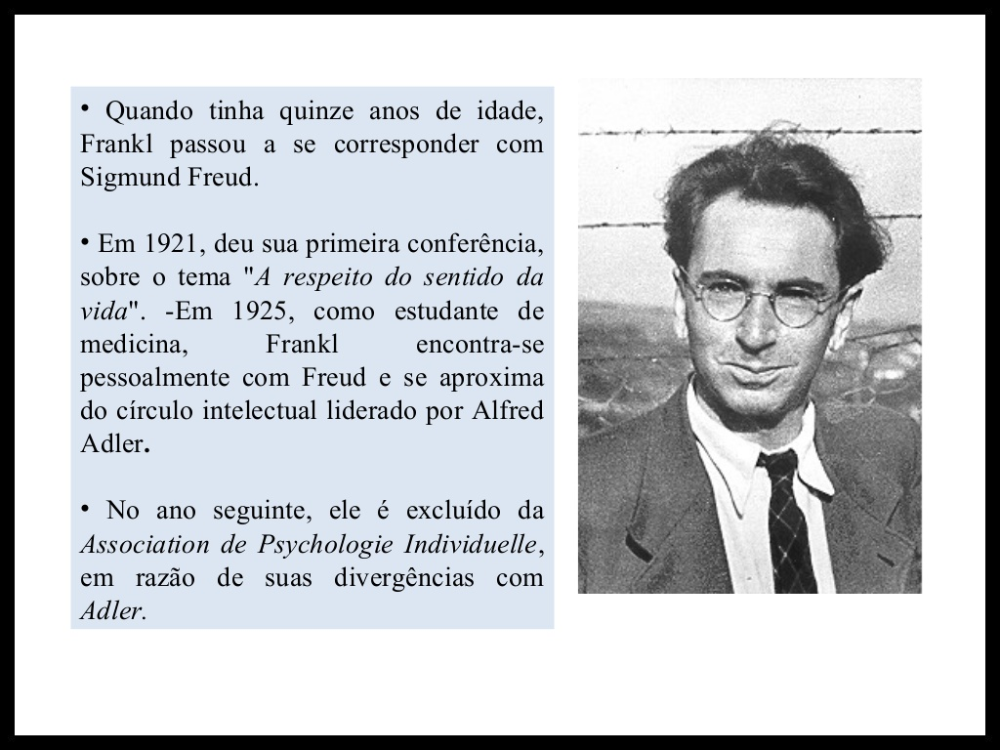 • Quando tinha quinze anos de idade,
Frankl passou a se corresponder com
Sigmund Freud.
• Em 1921, deu sua primeira conferência,
sobre o tema "A respeito do sentido da
vida". -Em 1925, como estudante de
medicina, Frankl encontra-se
pessoalmente com Freud e se aproxima
do círculo intelectual liderado por Alfred
Adler.
• No ano seguinte, ele é excluído da
Association de Psychologie Individuelle,
em razão de suas divergências com
Adler.